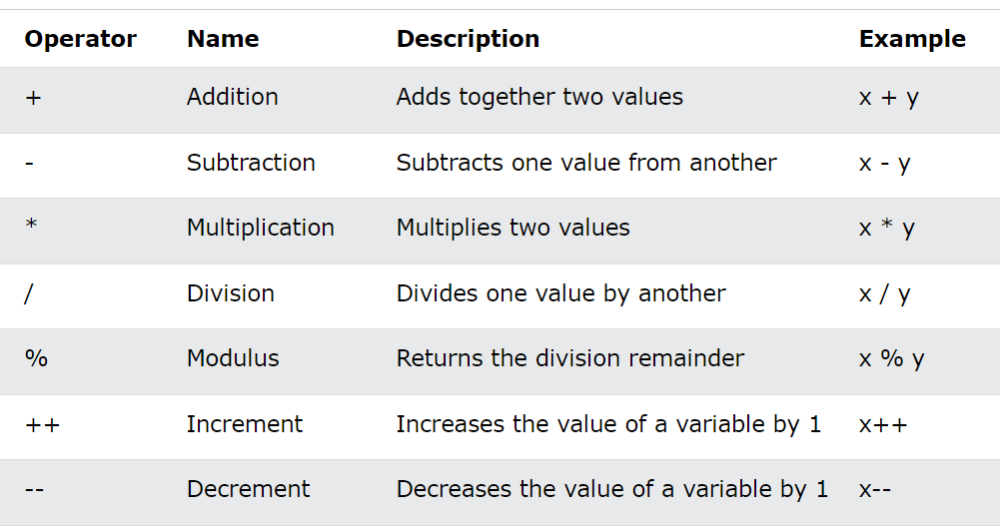 Operator Name Description Example
+ Addition Adds together two values x + y
- Subtraction Subtracts one value from another x - y
* Multiplication Multiplies two values x * y
/ Division Divides one value by another x / y
% Modulus Returns the division remainder x % y
++ Increment Increases the value of a variable by 1 x++
-- Decrement Decreases the value of a variable by 1 x--